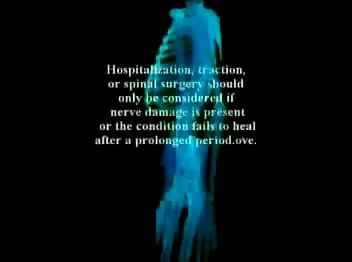 Hospitalization, traction,
or spinal surgery should
only be considered if
nerve damage is present
or the condition fails to heal
after a prolonged period.ove.